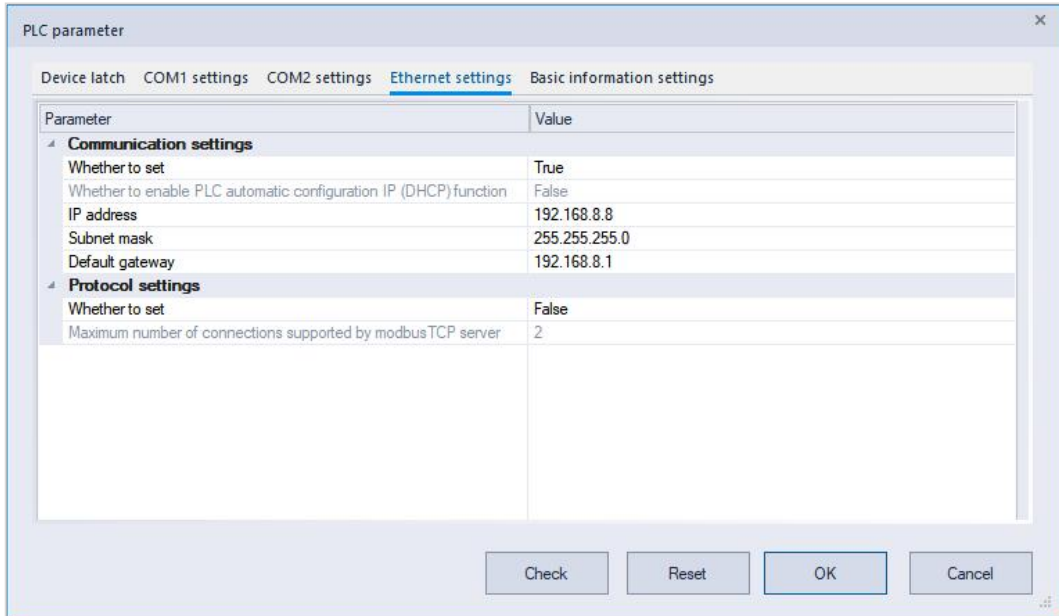 PLC parameter
Device latch COM1 settings COM2 settings Ethernet settings Basic information settings
Parameter Value
Communication settings
Whether to set True
Whether to enable PLC automatic configuration IP (DHCP) function False
IP address 192.168.8.8
Subnet mask 255.255.255.0
Default gateway 192.168.8.1
Protocol settings
Whether to set False
Maximum number of connections supported by modbusTCP server 2
Check Reset OK Cancel